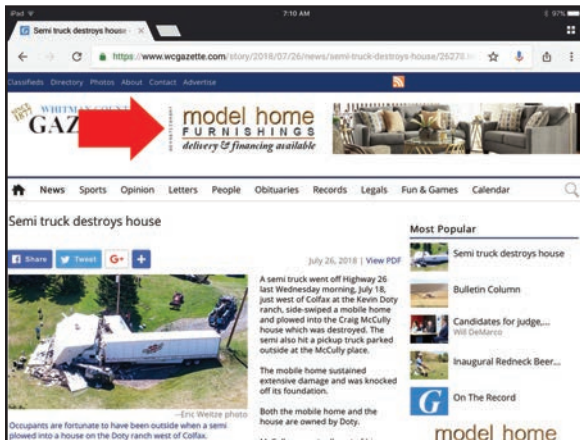 iPad
7:10 AM
97%
Semi truck destroys house -
https://www.wcgazette.com/story/2018/07/26/news/semi-truck-destroys-house/26270.
Classifieds Directory Photos About Contact Advertise
SINCE 1877
WHITMAN COUNTY
GAZ
ADVERTISEMENT
model home
FURNISHINGS
delivery & financing available
News Sports Opinion Letters People Obituaries Records Legals Fun & Games Calendar
Semi truck destroys house
Share Tweet G+ +
July 26, 2018 | View PDF
--Eric Weitze photo
Occupants are fortunate to have been outside when a semi
plowed into a house on the Doty ranch west of Colfax.
A semi truck went off Highway 26
last Wednesday morning, July 18,
just west of Colfax at the Kevin Doty
ranch, side-swiped a mobile home
and plowed into the Craig McCully
house which was destroyed. The
semi also hit a pickup truck parked
outside at the McCully place.
The mobile home sustained
extensive damage and was knocked
off its foundation.
Both the mobile home and the
house are owned by Doty.
Most Popular
Semi truck destroys house
Bulletin Column
Candidates for judge,...
Will DeMarco
Inaugural Redneck Beer...
G
On The Record
model home